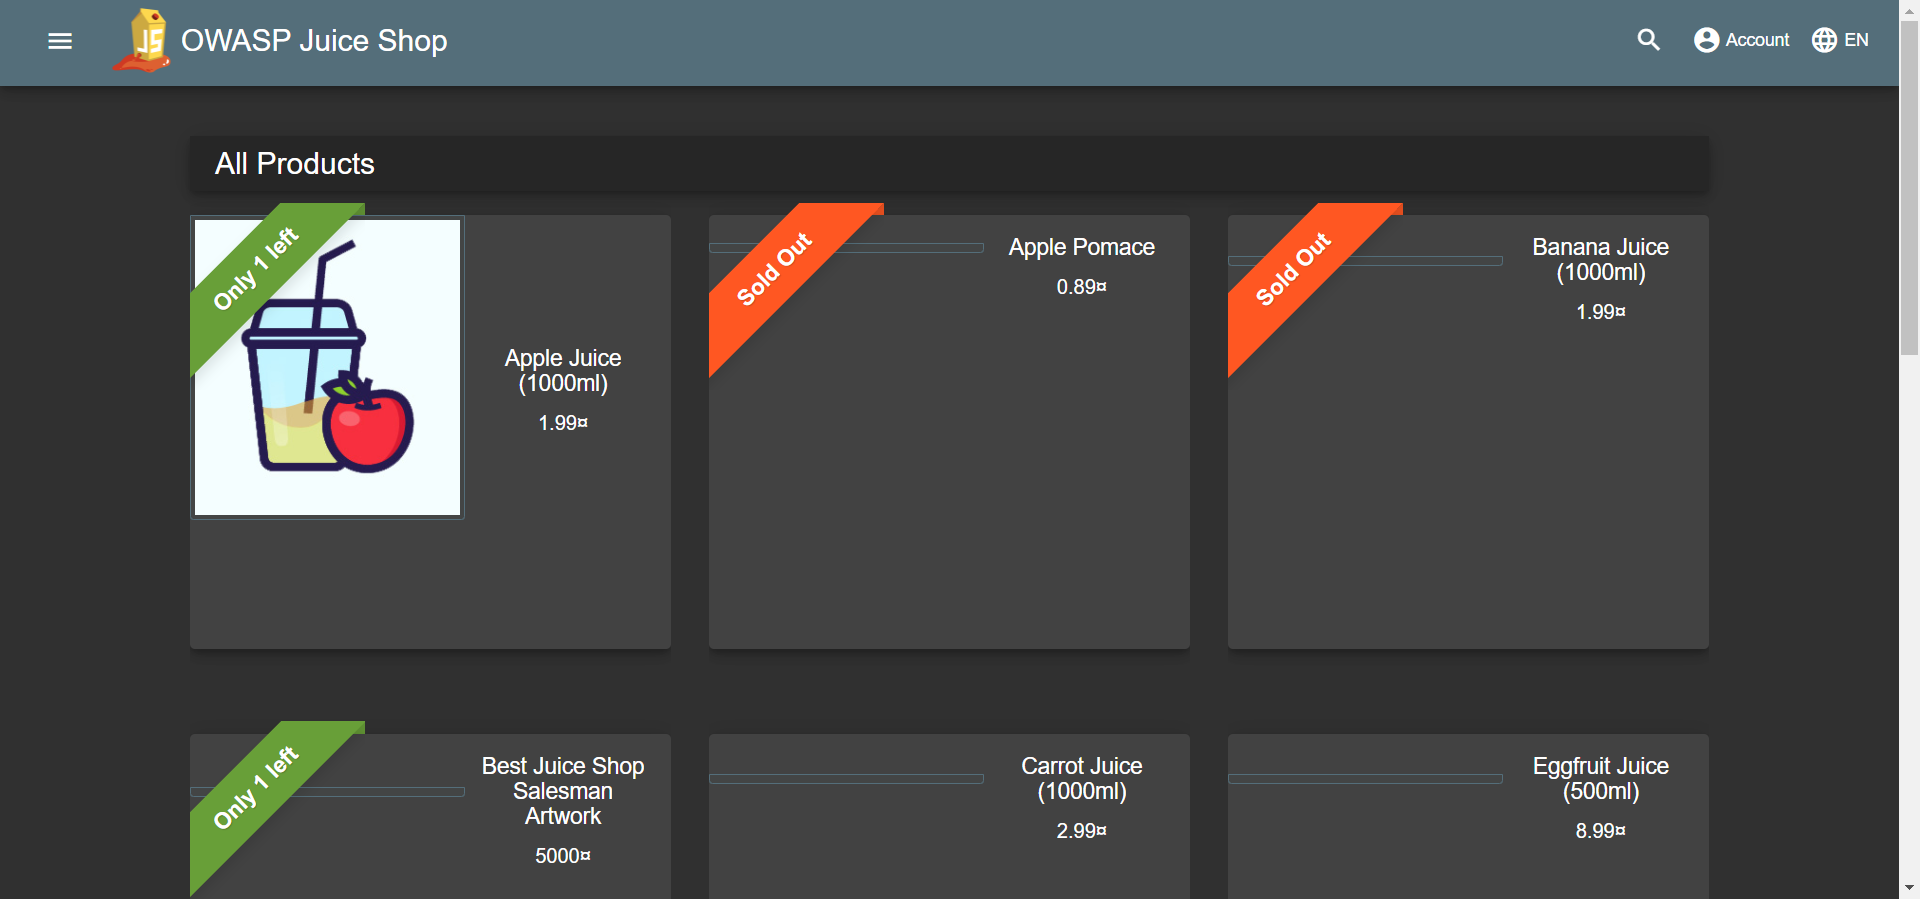 OWASP Juice Shop
Account
EN
All Products
Only 1 left
Apple Juice
(1000ml)
1.99¤
Sold Out
Apple Pomace
0.89¤
Sold Out
Banana Juice
(1000ml)
1.99¤
Only 1 left
Best Juice Shop
Salesman
Artwork
5000¤
Carrot Juice
(1000ml)
2.99¤
Eggfruit Juice
(500ml)
8.99¤